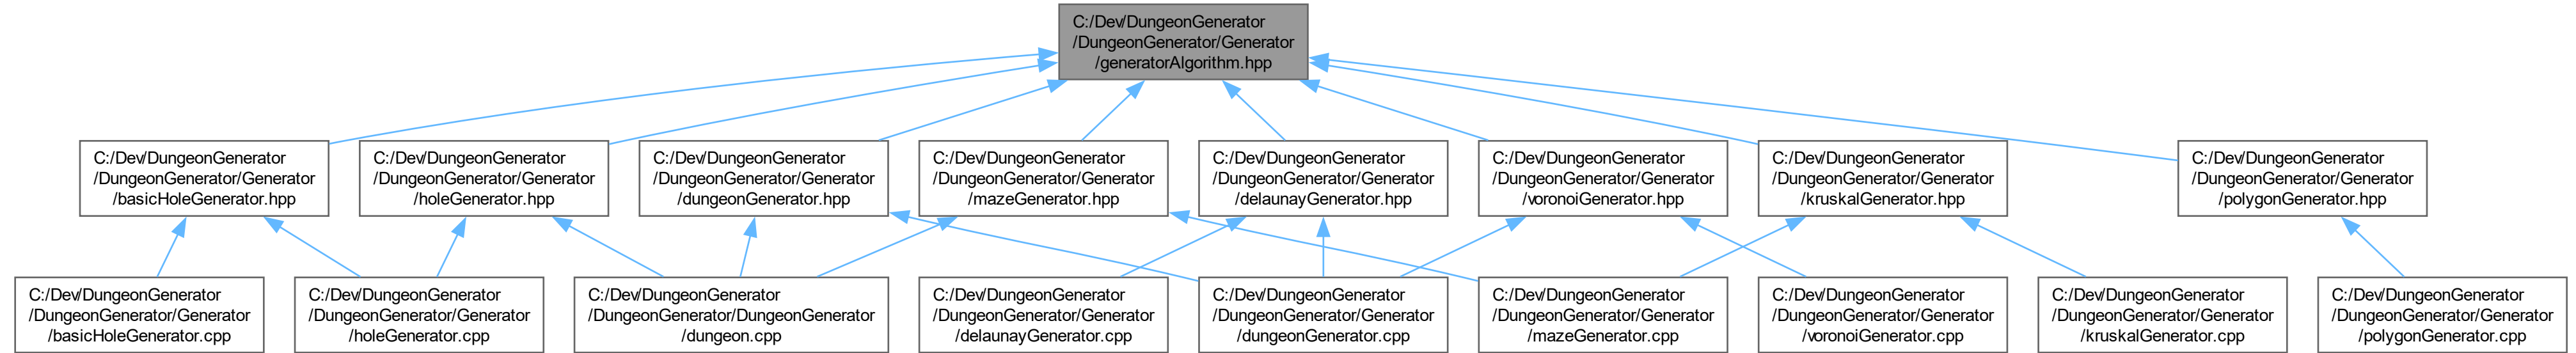 C:/Dev/DungeonGenerator
/DungeonGenerator/Generator
/generatorAlgorithm.hpp
C:/Dev/DungeonGenerator
/DungeonGenerator/Generator
/basicHoleGenerator.hpp
C:/Dev/DungeonGenerator
/DungeonGenerator/Generator
/holeGenerator.hpp
C:/Dev/DungeonGenerator
/DungeonGenerator/Generator
/dungeonGenerator.hpp
C:/Dev/DungeonGenerator
/DungeonGenerator/Generator
/mazeGenerator.hpp
C:/Dev/DungeonGenerator
/DungeonGenerator/Generator
/delaunayGenerator.hpp
C:/Dev/DungeonGenerator
/DungeonGenerator/Generator
/voronoiGenerator.hpp
C:/Dev/DungeonGenerator
/DungeonGenerator/Generator
/kruskalGenerator.hpp
C:/Dev/DungeonGenerator
/DungeonGenerator/Generator
/polygonGenerator.hpp
C:/Dev/DungeonGenerator
/DungeonGenerator/Generator
/basicHoleGenerator.cpp
C:/Dev/DungeonGenerator
/DungeonGenerator/Generator
/holeGenerator.cpp
C:/Dev/DungeonGenerator
/DungeonGenerator/DungeonGenerator
/dungeon.cpp
C:/Dev/DungeonGenerator
/DungeonGenerator/Generator
/delaunayGenerator.cpp
C:/Dev/DungeonGenerator
/DungeonGenerator/Generator
/dungeonGenerator.cpp
C:/Dev/DungeonGenerator
/DungeonGenerator/Generator
/mazeGenerator.cpp
C:/Dev/DungeonGenerator
/DungeonGenerator/Generator
/voronoiGenerator.cpp
C:/Dev/DungeonGenerator
/DungeonGenerator/Generator
/kruskalGenerator.cpp
C:/Dev/DungeonGenerator
/DungeonGenerator/Generator
/polygonGenerator.cpp